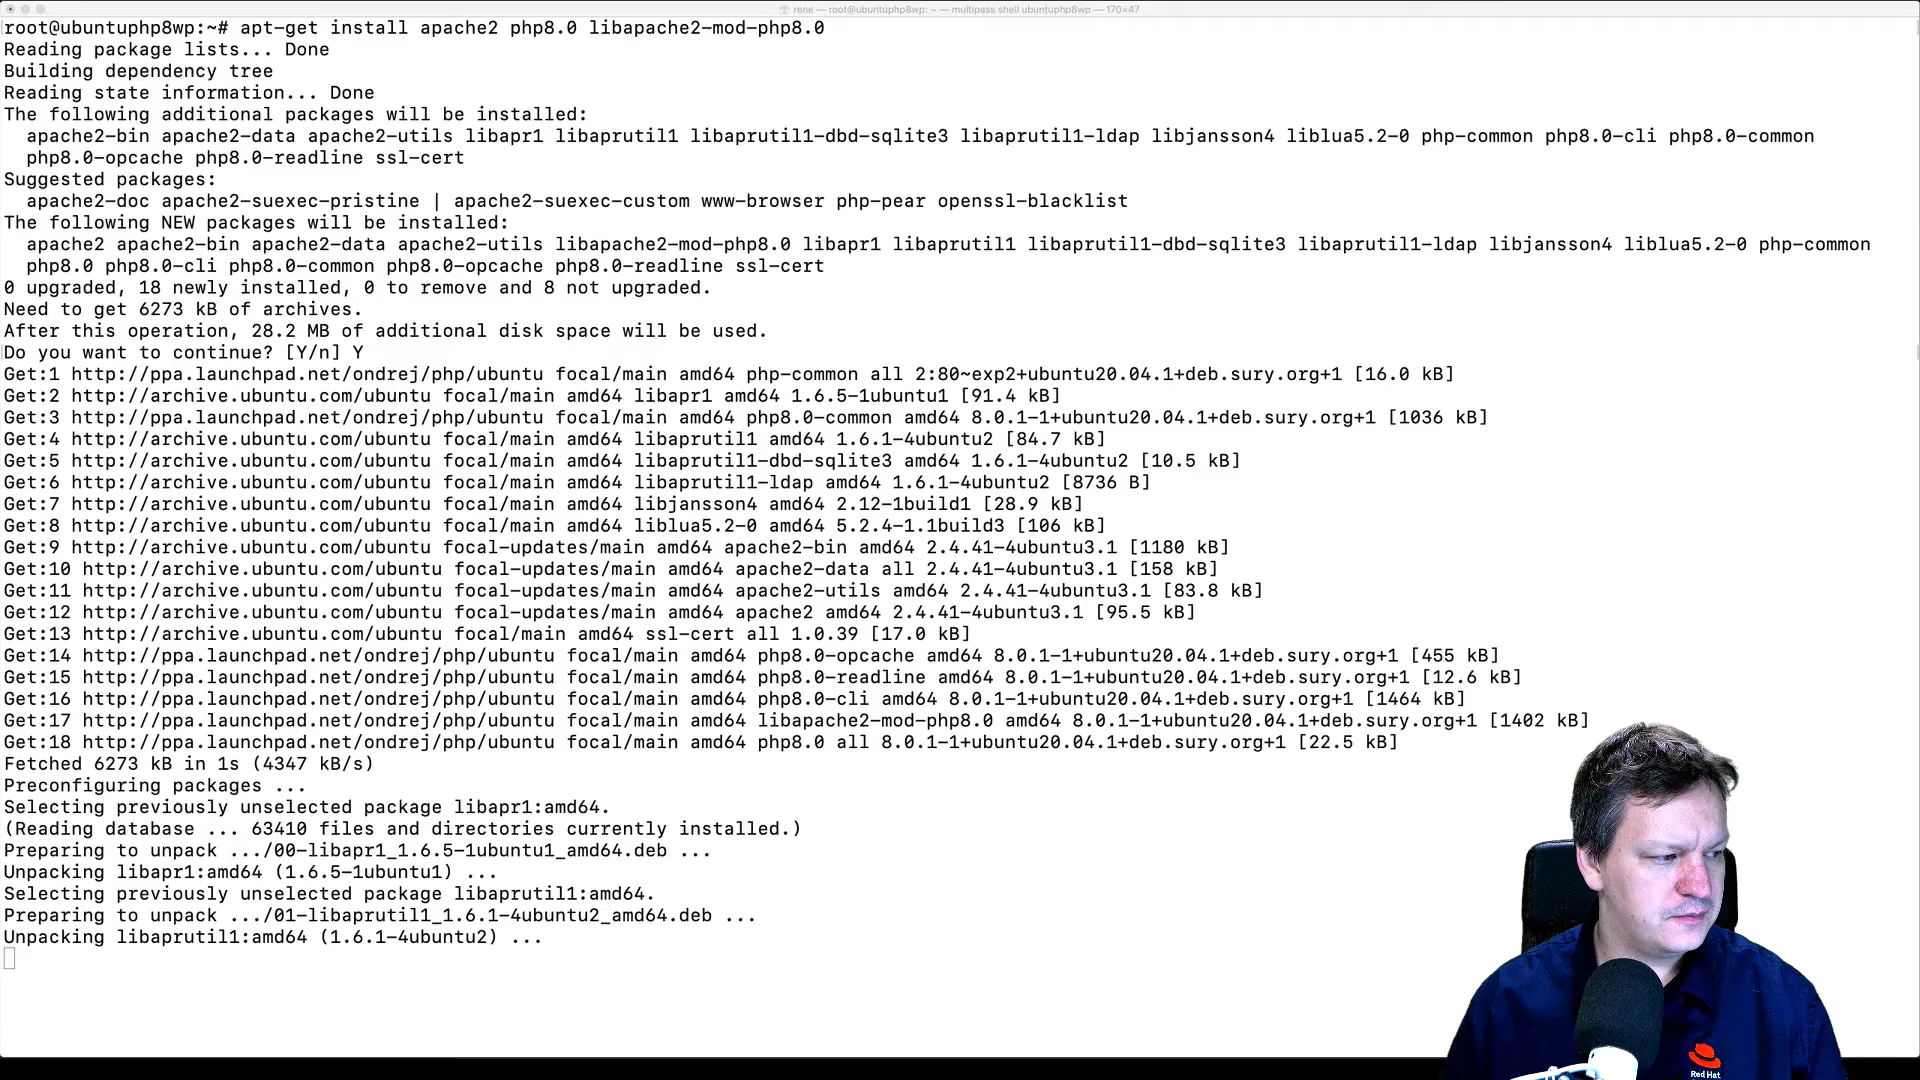 rene — root@ubuntuphp8wp: ~ — multipass shell ubuntuphp8wp — 170×47
root@ubuntuphp8wp:~# apt-get install apache2 php8.0 libapache2-mod-php8.0
Reading package lists... Done
Building dependency tree
Reading state information... Done
The following additional packages will be installed:
  apache2-bin apache2-data apache2-utils libapr1 libaprutil1 libaprutil1-dbd-sqlite3 libaprutil1-ldap libjansson4 liblua5.2-0 php-common php8.0-cli php8.0-common
  php8.0-opcache php8.0-readline ssl-cert
Suggested packages:
  apache2-doc apache2-suexec-pristine | apache2-suexec-custom www-browser php-pear openssl-blacklist
The following NEW packages will be installed:
  apache2 apache2-bin apache2-data apache2-utils libapache2-mod-php8.0 libapr1 libaprutil1 libaprutil1-dbd-sqlite3 libaprutil1-ldap libjansson4 liblua5.2-0 php-common
  php8.0 php8.0-cli php8.0-common php8.0-opcache php8.0-readline ssl-cert
0 upgraded, 18 newly installed, 0 to remove and 8 not upgraded.
Need to get 6273 kB of archives.
After this operation, 28.2 MB of additional disk space will be used.
Do you want to continue? [Y/n] Y
Get:1 http://ppa.launchpad.net/ondrej/php/ubuntu focal/main amd64 php-common all 2:80~exp2+ubuntu20.04.1+deb.sury.org+1 [16.0 kB]
Get:2 http://archive.ubuntu.com/ubuntu focal/main amd64 libapr1 amd64 1.6.5-1ubuntu1 [91.4 kB]
Get:3 http://ppa.launchpad.net/ondrej/php/ubuntu focal/main amd64 php8.0-common amd64 8.0.1-1+ubuntu20.04.1+deb.sury.org+1 [1036 kB]
Get:4 http://archive.ubuntu.com/ubuntu focal/main amd64 libaprutil1 amd64 1.6.1-4ubuntu2 [84.7 kB]
Get:5 http://archive.ubuntu.com/ubuntu focal/main amd64 libaprutil1-dbd-sqlite3 amd64 1.6.1-4ubuntu2 [10.5 kB]
Get:6 http://archive.ubuntu.com/ubuntu focal/main amd64 libaprutil1-ldap amd64 1.6.1-4ubuntu2 [8736 B]
Get:7 http://archive.ubuntu.com/ubuntu focal/main amd64 libjansson4 amd64 2.12-1build1 [28.9 kB]
Get:8 http://archive.ubuntu.com/ubuntu focal/main amd64 liblua5.2-0 amd64 5.2.4-1.1build3 [106 kB]
Get:9 http://archive.ubuntu.com/ubuntu focal-updates/main amd64 apache2-bin amd64 2.4.41-4ubuntu3.1 [1180 kB]
Get:10 http://archive.ubuntu.com/ubuntu focal-updates/main amd64 apache2-data all 2.4.41-4ubuntu3.1 [158 kB]
Get:11 http://archive.ubuntu.com/ubuntu focal-updates/main amd64 apache2-utils amd64 2.4.41-4ubuntu3.1 [83.8 kB]
Get:12 http://archive.ubuntu.com/ubuntu focal-updates/main amd64 apache2 amd64 2.4.41-4ubuntu3.1 [95.5 kB]
Get:13 http://archive.ubuntu.com/ubuntu focal/main amd64 ssl-cert all 1.0.39 [17.0 kB]
Get:14 http://ppa.launchpad.net/ondrej/php/ubuntu focal/main amd64 php8.0-opcache amd64 8.0.1-1+ubuntu20.04.1+deb.sury.org+1 [455 kB]
Get:15 http://ppa.launchpad.net/ondrej/php/ubuntu focal/main amd64 php8.0-readline amd64 8.0.1-1+ubuntu20.04.1+deb.sury.org+1 [12.6 kB]
Get:16 http://ppa.launchpad.net/ondrej/php/ubuntu focal/main amd64 php8.0-cli amd64 8.0.1-1+ubuntu20.04.1+deb.sury.org+1 [1464 kB]
Get:17 http://ppa.launchpad.net/ondrej/php/ubuntu focal/main amd64 libapache2-mod-php8.0 amd64 8.0.1-1+ubuntu20.04.1+deb.sury.org+1 [1402 kB]
Get:18 http://ppa.launchpad.net/ondrej/php/ubuntu focal/main amd64 php8.0 all 8.0.1-1+ubuntu20.04.1+deb.sury.org+1 [22.5 kB]
Fetched 6273 kB in 1s (4347 kB/s)
Preconfiguring packages ...
Selecting previously unselected package libapr1:amd64.
(Reading database ... 63410 files and directories currently installed.)
Preparing to unpack .../00-libapr1_1.6.5-1ubuntu1_amd64.deb ...
Unpacking libapr1:amd64 (1.6.5-1ubuntu1) ...
Selecting previously unselected package libaprutil1:amd64.
Preparing to unpack .../01-libaprutil1_1.6.1-4ubuntu2_amd64.deb ...
Unpacking libaprutil1:amd64 (1.6.1-4ubuntu2) ...
Red Hat